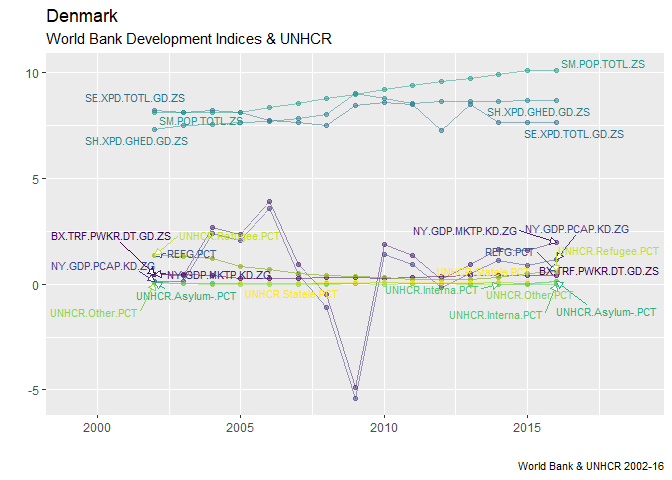 Denmark
World Bank Development Indices & UNHCR
10
5
0
-5
SM.POP.TOTL.ZS
SE.XPD.TOTL.GD.ZS
SM.POP.TOTL.ZS
SH.XPD.GHED.GD.ZS
SH.XPD.GHED.GD.ZS
SE.XPD.TOTL.GD.ZS
BX.TRF.PWKR.DT.GD.ZS
UNHCR.Refugee.PCT
REFG.PCT
NY.GDP.PCAP.KD.ZG
NY.GDP.MKTP.KD.ZG
UNHCR.Asylum-.PCT
UNHCR.Other.PCT
UNHCR.Statele.PCT
NY.GDP.MKTP.KD.ZG
NY.GDP.PCAP.KD.ZG
REFG.PCT
UNHCR.Refugee.PCT
UNHCR.Statele.PCT
BX.TRF.PWKR.DT.GD.ZS
UNHCR.Interna.PCT
UNHCR.Other.PCT
UNHCR.Interna.PCT
UNHCR.Asylum-.PCT
2000
2005
2010
2015
World Bank & UNHCR 2002-16